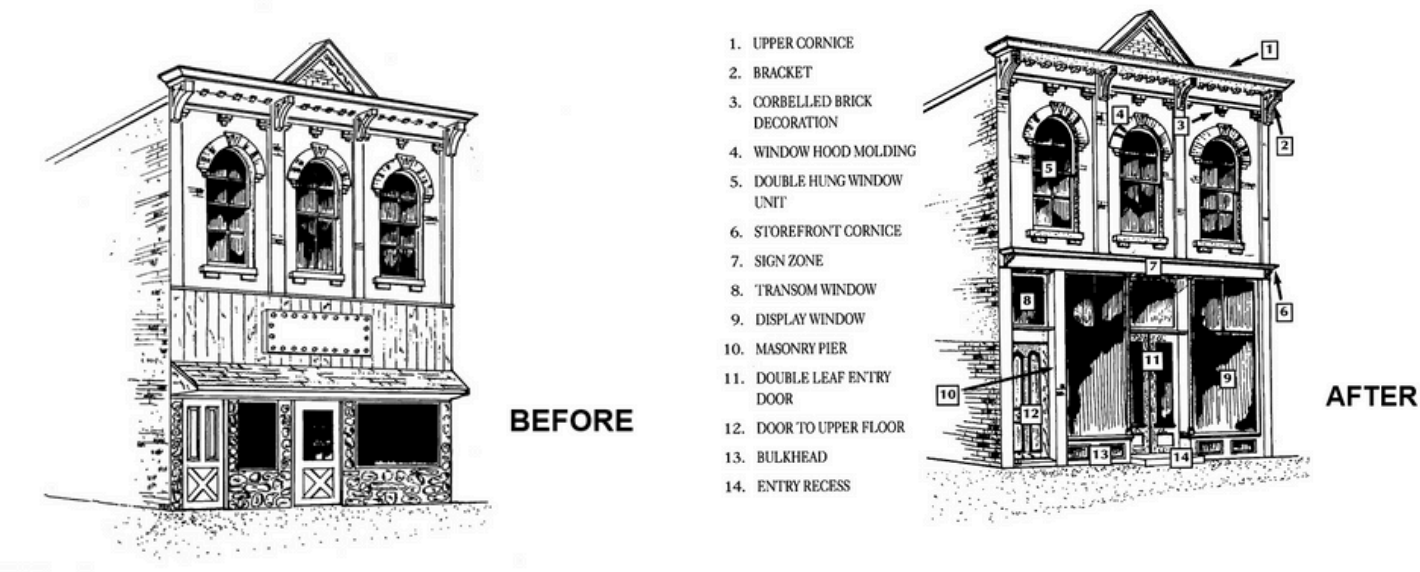 BEFORE
1. UPPER CORNICE
2. BRACKET
3. CORBELLED BRICK
DECORATION
4. WINDOW HOOD MOLDING
5. DOUBLE HUNG WINDOW
UNIT
6. STOREFRONT CORNICE
7. SIGN ZONE
8. TRANSOM WINDOW
9. DISPLAY WINDOW
10. MASONRY PIER
11. DOUBLE LEAF ENTRY
DOOR
12. DOOR TO UPPER FLOOR
13. BULKHEAD
14. ENTRY RECESS
1
4
3
2
5
7
8
6
11
9
10
12
13
14
AFTER